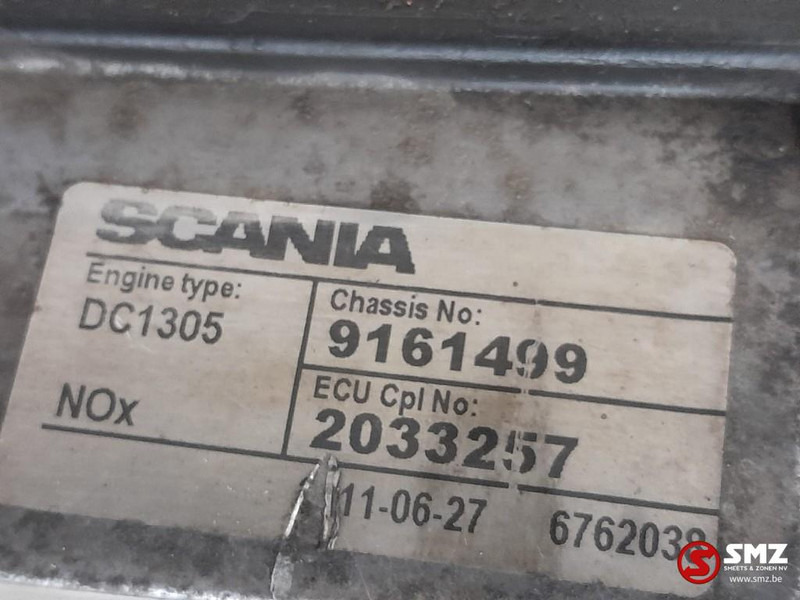 SCANIA
Engine type:
DC1305
NOx
Chassis No:
9161499
ECU Cpl No:
2033257
11-06-27
SMZ
SMEETS & ZONEN NV
www.smz.be